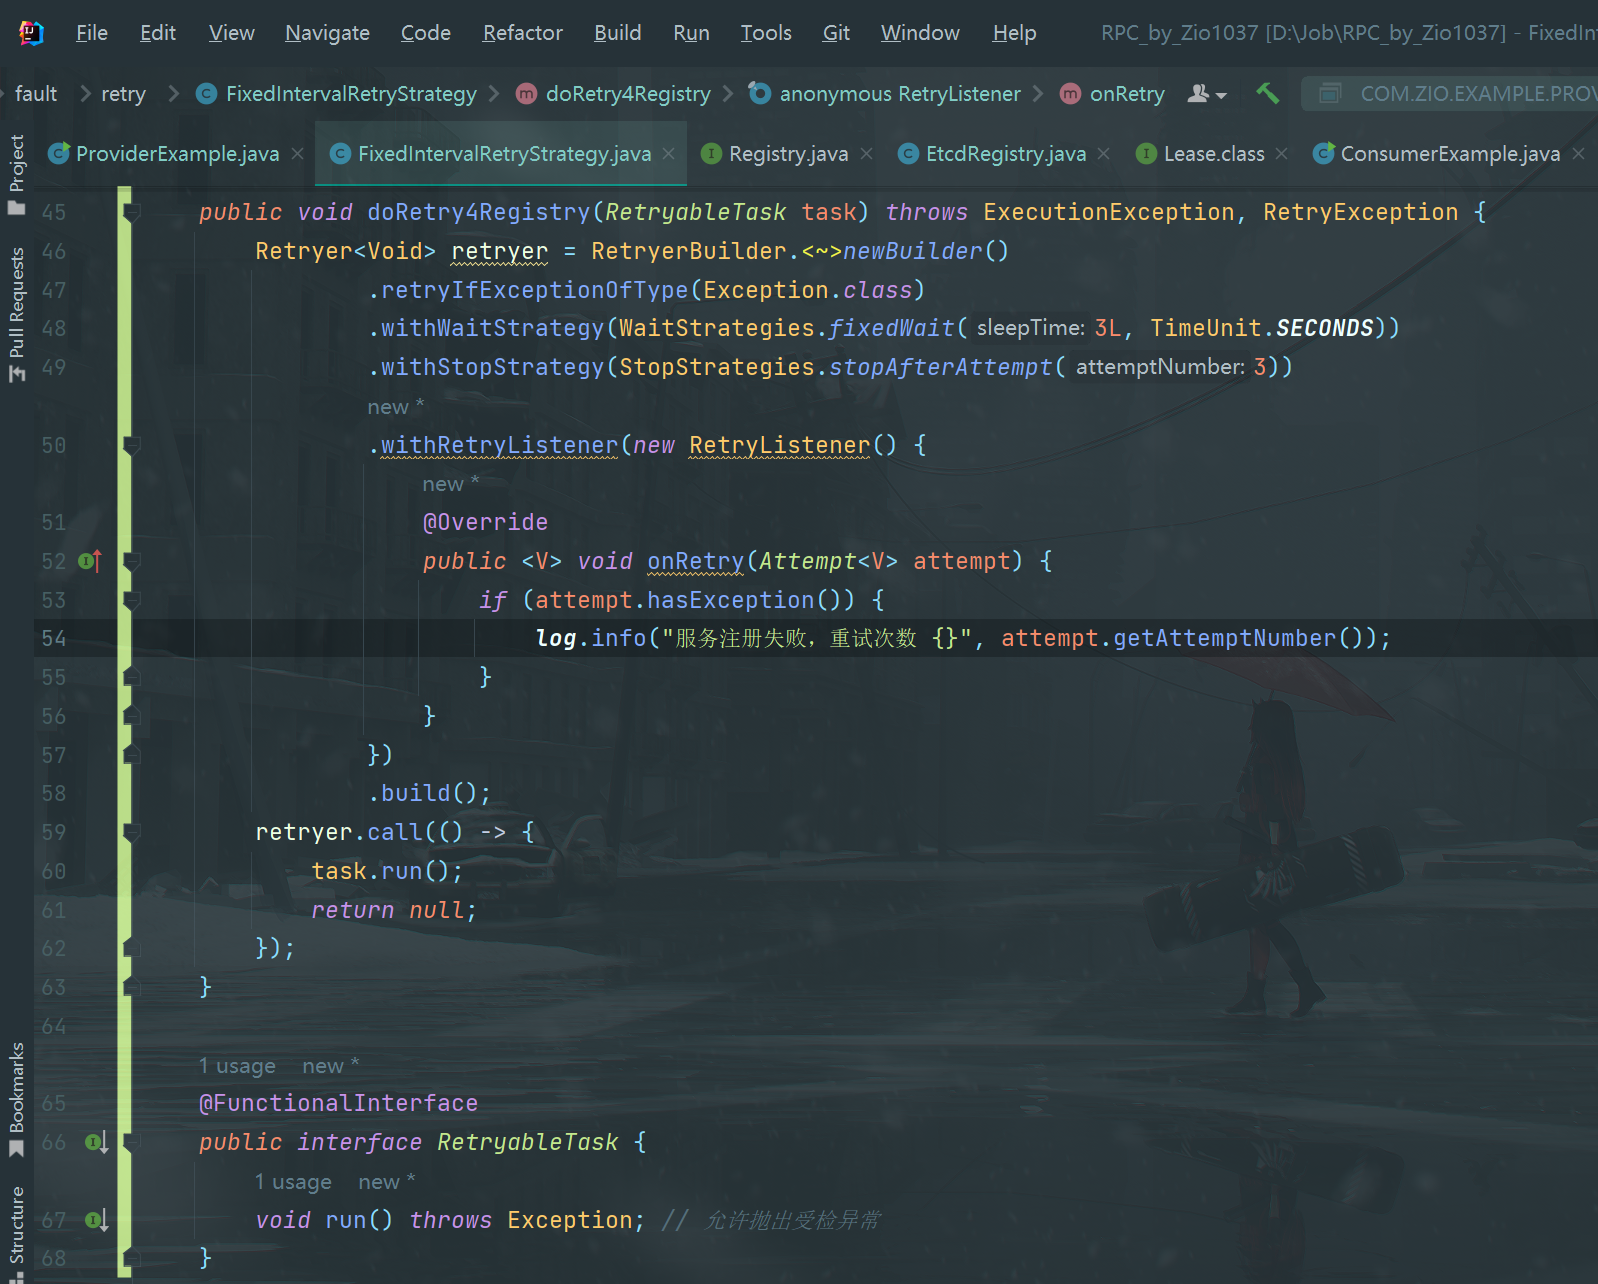 File Edit View Navigate Code Refactor Build Run Tools Git Window Help RPC_by_Zio1037 [D:\Job\RPC_by_Zio1037] - FixedIn
fault retry FixedIntervalRetryStrategy doRetry4Registry anonymous RetryListener onRetry COM.ZIO.EXAMPLE.PROV
ProviderExample.java FixedIntervalRetryStrategy.java Registry.java EtcdRegistry.java Lease.class ConsumerExample.java
Project
Pull Requests
Bookmarks
Structure
45 public void doRetry4Registry(RetryableTask task) throws ExecutionException, RetryException {
46 Retryer<Void> retryer = RetryerBuilder.<~>newBuilder()
47 .retryIfExceptionOfType(Exception.class)
48 .withWaitStrategy(WaitStrategies.fixedWait( sleepTime: 3L, TimeUnit.SECONDS))
49 .withStopStrategy(StopStrategies.stopAfterAttempt( attemptNumber: 3))
new *
50 .withRetryListener(new RetryListener() {
new *
51 @Override
52 public <V> void onRetry(Attempt<V> attempt) {
53 if (attempt.hasException()) {
54 log.info("服务注册失败，重试次数 {}", attempt.getAttemptNumber());
55 }
56 }
57 })
58 .build();
59 retryer.call(() -> {
60 task.run();
61 return null;
62 });
63 }
64
1 usage new *
65 @FunctionalInterface
66 public interface RetryableTask {
1 usage new *
67 void run() throws Exception; // 允许抛出受检异常
68 }